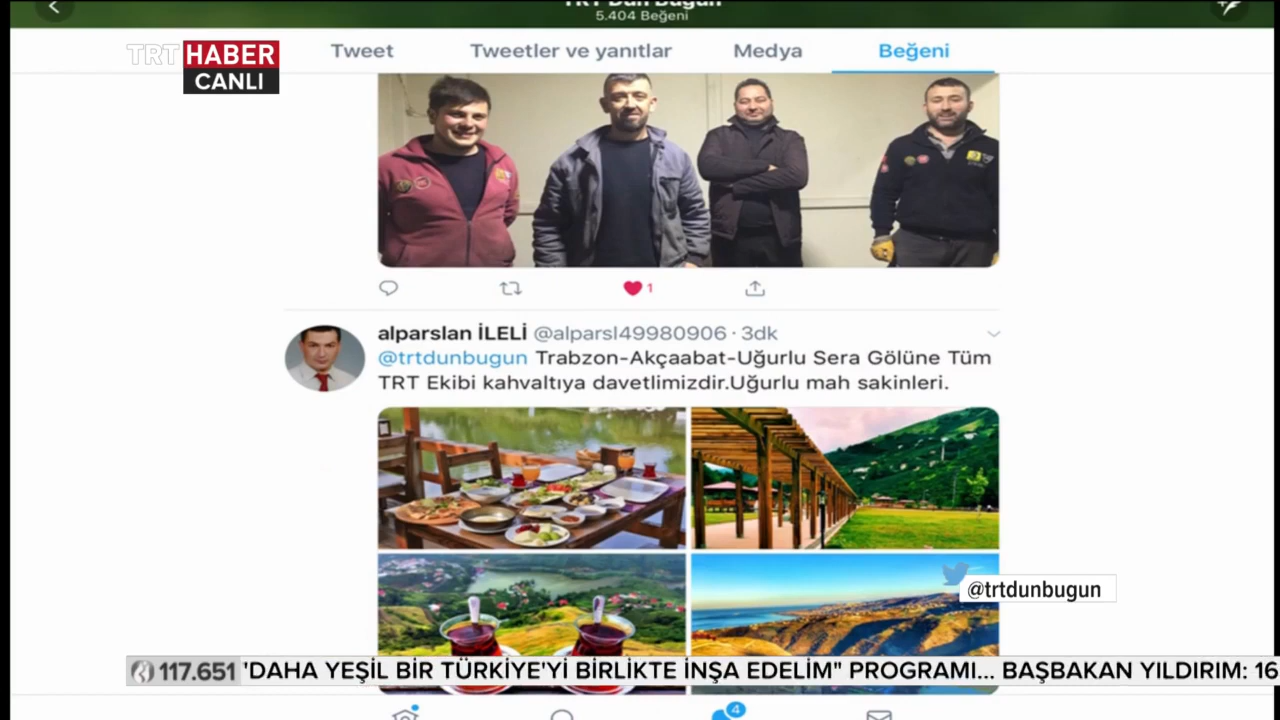 TRT Dün Bugün
5.404 Beğeni
TRT HABER
CANLI
Tweet Tweetler ve yanıtlar Medya Beğeni
1
alparslan İLELİ @alparsl49980906 · 3dk
@trtdunbugun Trabzon-Akçaabat-Uğurlu Sera Gölüne Tüm
TRT Ekibi kahvaltıya davetlimizdir.Uğurlu mah sakinleri.
@trtdunbugun
117.651 'DAHA YEŞİL BİR TÜRKİYE'Yİ BİRLİKTE İNŞA EDELİM" PROGRAMI... BAŞBAKAN YILDIRIM: 16
4